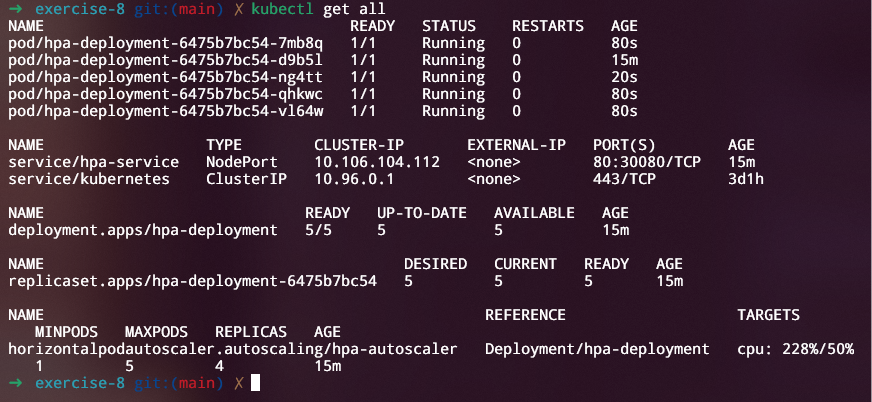 ➜ exercise-8 git:(main) ✗ kubectl get all
NAME READY STATUS RESTARTS AGE
pod/hpa-deployment-6475b7bc54-7mb8q 1/1 Running 0 80s
pod/hpa-deployment-6475b7bc54-d9b5l 1/1 Running 0 15m
pod/hpa-deployment-6475b7bc54-ng4tt 1/1 Running 0 20s
pod/hpa-deployment-6475b7bc54-qhkwc 1/1 Running 0 80s
pod/hpa-deployment-6475b7bc54-vl64w 1/1 Running 0 80s
NAME TYPE CLUSTER-IP EXTERNAL-IP PORT(S) AGE
service/hpa-service NodePort 10.106.104.112 <none> 80:30080/TCP 15m
service/kubernetes ClusterIP 10.96.0.1 <none> 443/TCP 3d1h
NAME READY UP-TO-DATE AVAILABLE AGE
deployment.apps/hpa-deployment 5/5 5 5 15m
NAME DESIRED CURRENT READY AGE
replicaset.apps/hpa-deployment-6475b7bc54 5 5 5 15m
NAME REFERENCE TARGETS
MINPODS MAXPODS REPLICAS AGE
horizontalpodautoscaler.autoscaling/hpa-autoscaler Deployment/hpa-deployment cpu: 228%/50%
1 5 4 15m
➜ exercise-8 git:(main) ✗